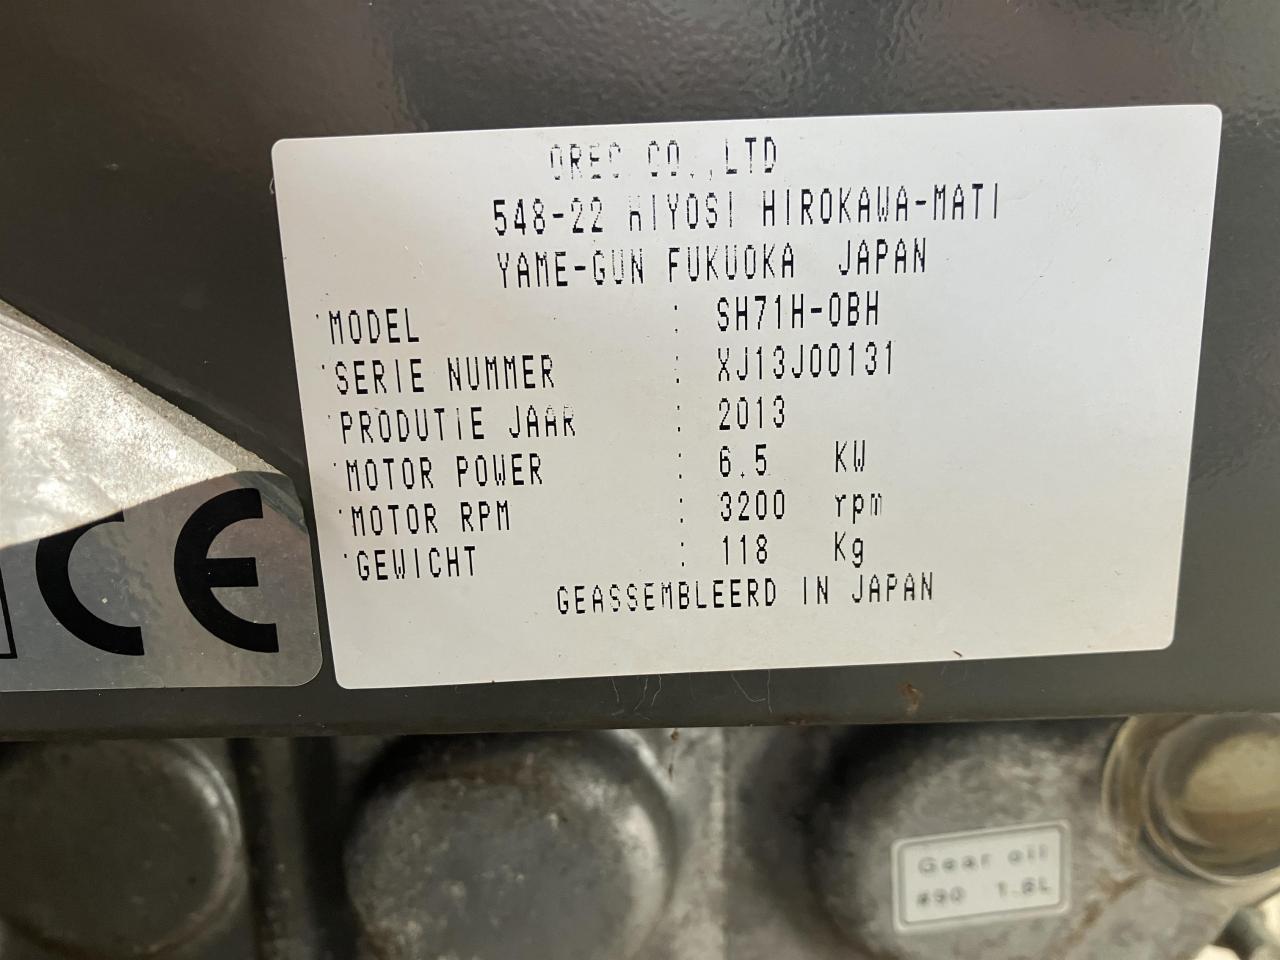 OREC CO.,LTD
548-22 HIYOSI HIROKAWA-MATI
YAME-GUN FUKUOKA JAPAN
MODEL : SH71H-0BH
SERIE NUMMER : XJ13J00131
PRODUTIE JAAR : 2013
MOTOR POWER : 6.5 KW
MOTOR RPM : 3200 rpm
GEWICHT : 118 Kg
GEASSEMBLEERD IN JAPAN
CE
Gear oil
#90 1.8L